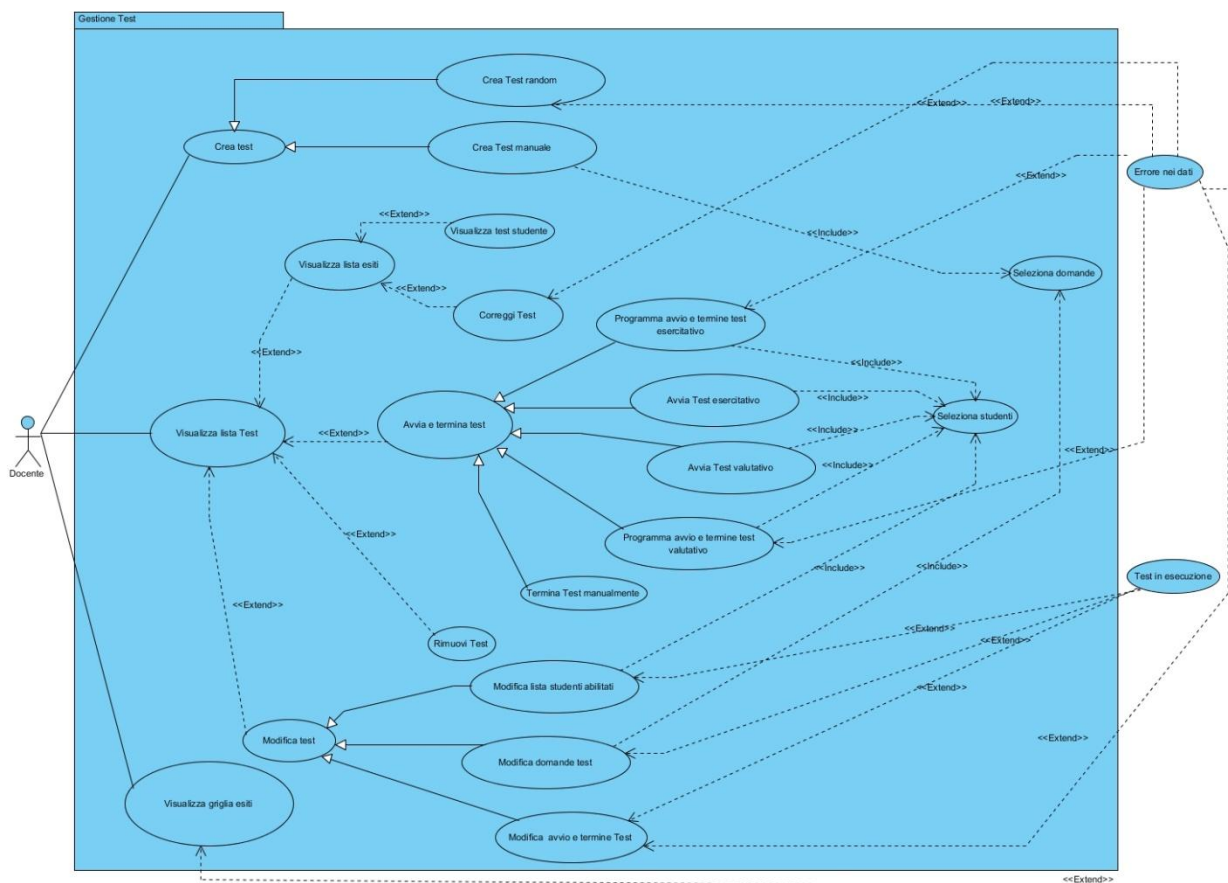 Gestione Test
Crea Test random
<<Extend>>
<<Extend>>
Crea test
Crea Test manuale
Errore nei dati
<<Extend>>
<<Extend>>
Visualizza test studente
<<Include>>
Visualizza lista esiti
Seleziona domande
<<Extend>>
Correggi Test
Programma avvio e termine test
esercitativo
<<Extend>>
<<Include>>
Avvia Test esercitativo
<<Include>>
Visualizza lista Test
<<Extend>>
Avvia e termina test
Seleziona studenti
<<Include>>
Docente
Avvia Test valutativo
<<Include>>
<<Extend>>
<<Extend>>
Programma avvio e termine test
valutativo
<<Include>>
Test in esecuzione
Termina Test manualmente
<<Extend>>
<<Include>>
<<Extend>>
<<Extend>>
Rimuovi Test
Modifica lista studenti abilitati
<<Extend>>
Modifica test
<<Extend>>
Modifica domande test
Visualizza griglia esiti
Modifica avvio e termine Test
<<Extend>>